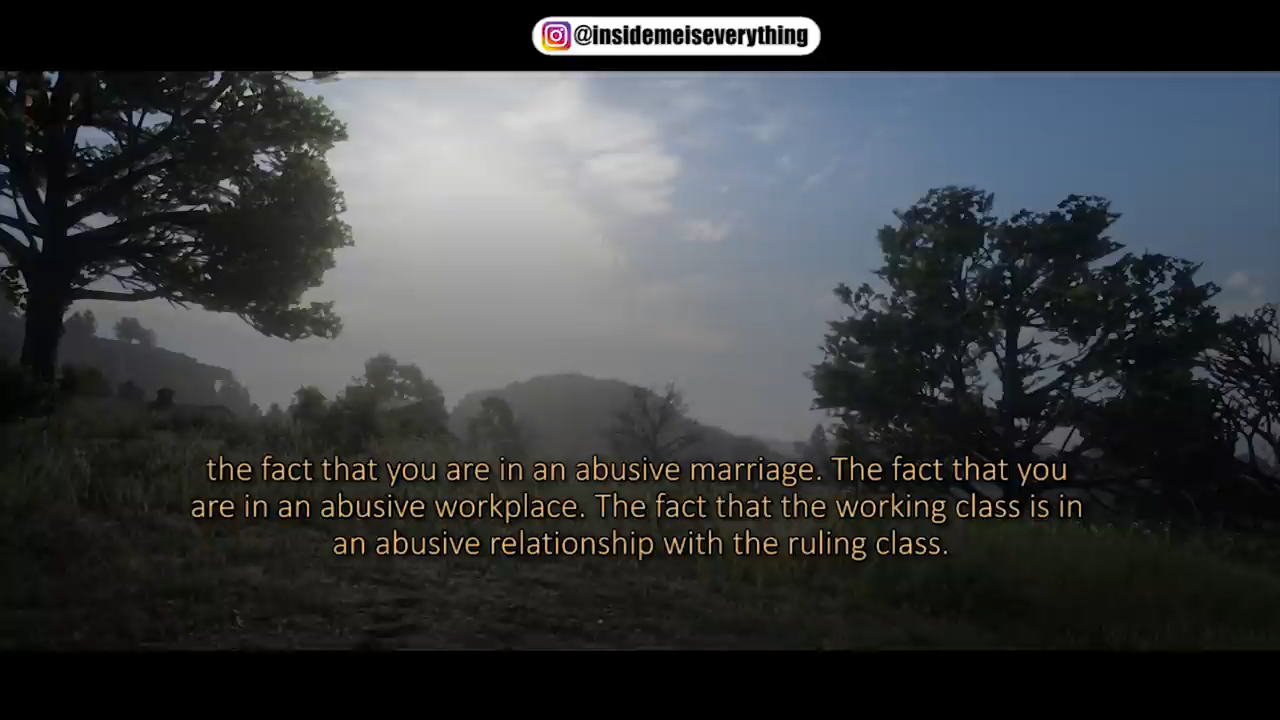 @insidemeiseverything
the fact that you are in an abusive marriage. The fact that you
are in an abusive workplace. The fact that the working class is in
an abusive relationship with the ruling class.